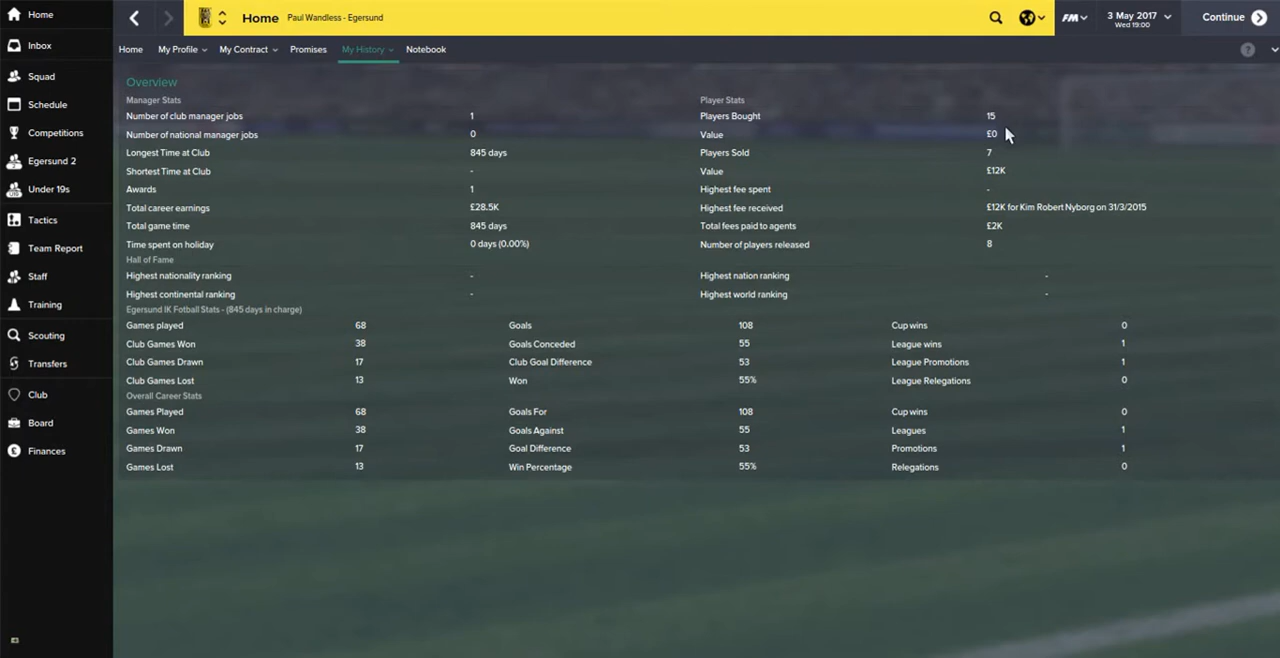 Home
Inbox
Squad
Schedule
Competitions
Egersund 2
Under 19s
Tactics
Team Report
Staff
Training
Scouting
Transfers
Club
Board
Finances
Home Paul Wandless - Egersund
FM
3 May 2017
Wed 19:00
Continue
Home My Profile My Contract Promises My History Notebook
?
Overview
Manager Stats
Number of club manager jobs 1
Number of national manager jobs 0
Longest Time at Club 845 days
Shortest Time at Club -
Awards 1
Total career earnings £28.5K
Total game time 845 days
Time spent on holiday 0 days (0.00%)
Player Stats
Players Bought 15
Value £0
Players Sold 7
Value £12K
Highest fee spent -
Highest fee received £12K for Kim Robert Nyborg on 31/3/2015
Total fees paid to agents £2K
Number of players released 8
Hall of Fame
Highest nationality ranking - Highest nation ranking -
Highest continental ranking - Highest world ranking -
Egersund IK Fotball Stats - (845 days in charge)
Games played 68 Goals 108 Cup wins 0
Club Games Won 38 Goals Conceded 55 League wins 1
Club Games Drawn 17 Club Goal Difference 53 League Promotions 1
Club Games Lost 13 Won 55% League Relegations 0
Overall Career Stats
Games Played 68 Goals For 108 Cup wins 0
Games Won 38 Goals Against 55 Leagues 1
Games Drawn 17 Goal Difference 53 Promotions 1
Games Lost 13 Win Percentage 55% Relegations 0